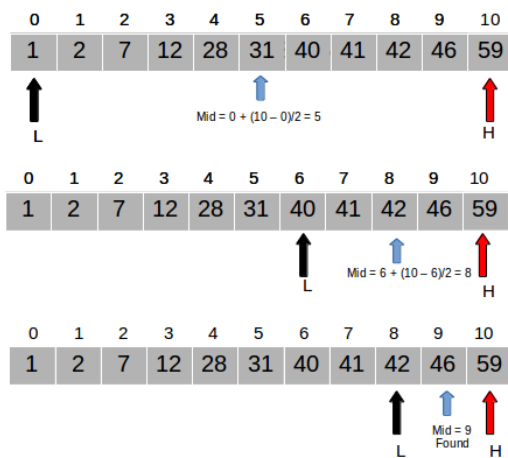 0 1 2 3 4 5 6 7 8 9 10
1 2 7 12 28 31 40 41 42 46 59
Mid = 0 + (10 – 0)/2 = 5
L H
0 1 2 3 4 5 6 7 8 9 10
1 2 7 12 28 31 40 41 42 46 59
Mid = 6 + (10 – 6)/2 = 8
L H
0 1 2 3 4 5 6 7 8 9 10
1 2 7 12 28 31 40 41 42 46 59
Mid = 9
Found
L H